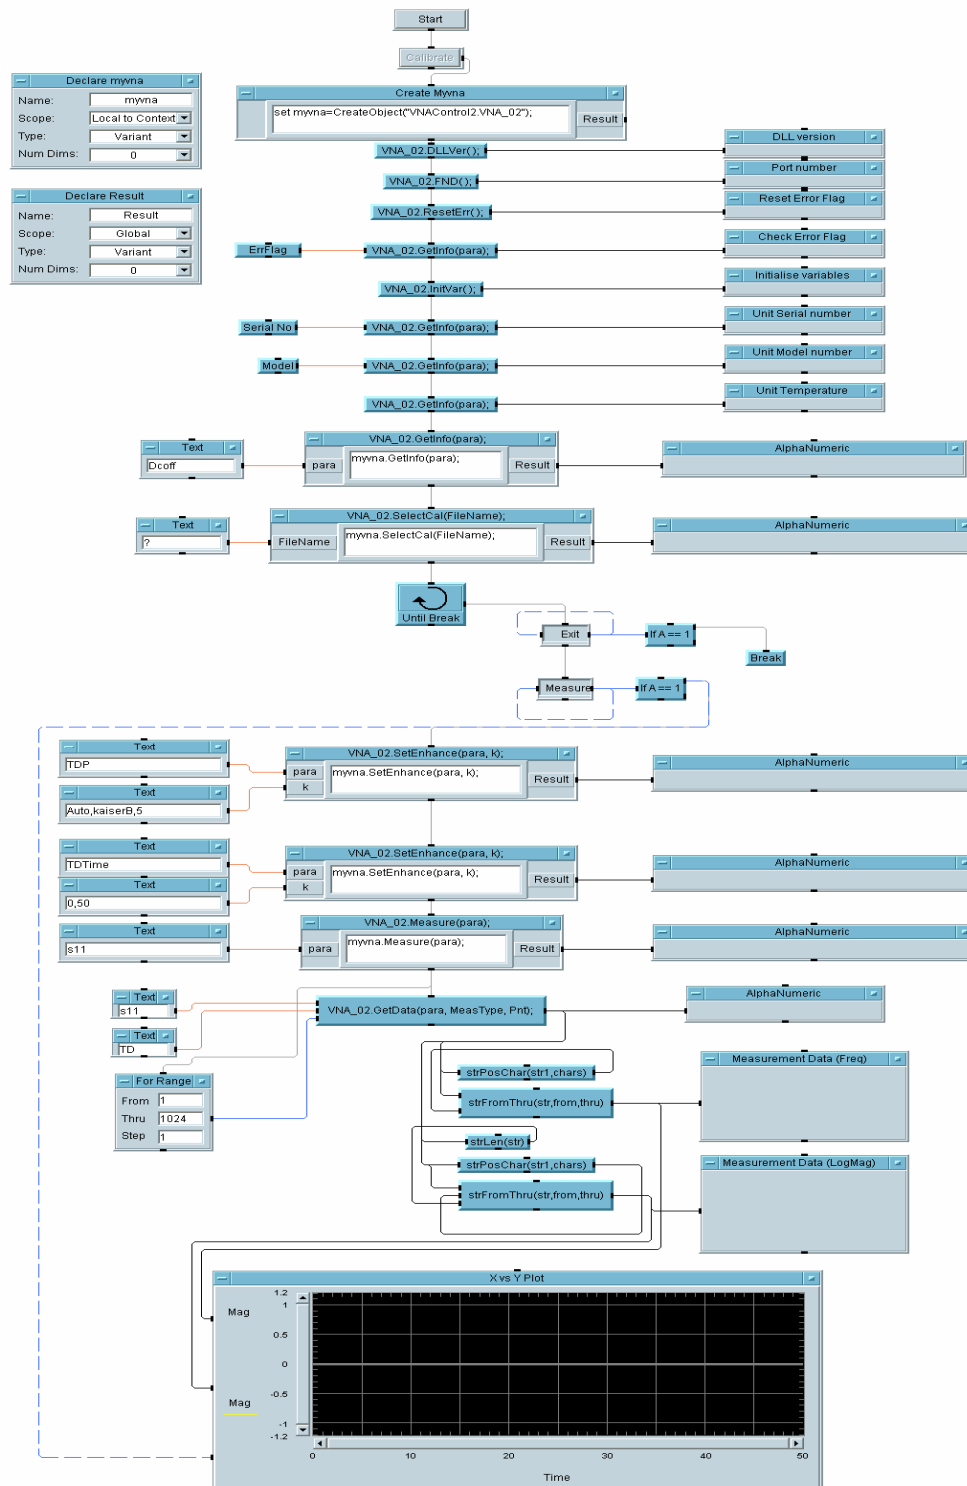 Start
Calibrate
Declare myvna
Name: myvna
Scope: Local to Context
Type: Variant
Num Dims: 0
Create Myvna
set myvna=CreateObject("VNAControl2.VNA_02");
Result
VNA_02.DLLVer();
DLL version
VNA_02.FND();
Port number
Declare Result
Name: Result
Scope: Global
Type: Variant
Num Dims: 0
VNA_02.ResetErr();
Reset Error Flag
ErrFlag
VNA_02.GetInfo(para);
Check Error Flag
VNA_02.InitVar();
Initialise variables
Serial No
VNA_02.GetInfo(para);
Unit Serial number
Model
VNA_02.GetInfo(para);
Unit Model number
VNA_02.GetInfo(para);
Unit Temperature
Text
Dcoff
VNA_02.GetInfo(para);
para
myvna.GetInfo(para);
Result
AlphaNumeric
Text
?
VNA_02.SelectCal(FileName);
FileName
myvna.SelectCal(FileName);
Result
AlphaNumeric
Until Break
Exit
If A == 1
Break
Measure
If A == 1
Text
TDP
Text
Auto,kaiserB,5
VNA_02.SetEnhance(para, k);
para
k
myvna.SetEnhance(para, k);
Result
AlphaNumeric
Text
TDTime
Text
0,50
VNA_02.SetEnhance(para, k);
para
k
myvna.SetEnhance(para, k);
Result
AlphaNumeric
Text
s11
VNA_02.Measure(para);
para
myvna.Measure(para);
Result
AlphaNumeric
Text
s11
Text
TD
VNA_02.GetData(para, MeasType, Pnt);
AlphaNumeric
For Range
From 1
Thru 1024
Step 1
strPosChar(str1,chars)
strFromThru(str,from,thru)
strLen(str)
strPosChar(str1,chars)
strFromThru(str,from,thru)
Measurement Data (Freq)
Measurement Data (LogMag)
X vs Y Plot
Mag
Mag
1.2
1
0.5
0
-0.5
-1
-1.2
0 10 20 30 40 50
Time